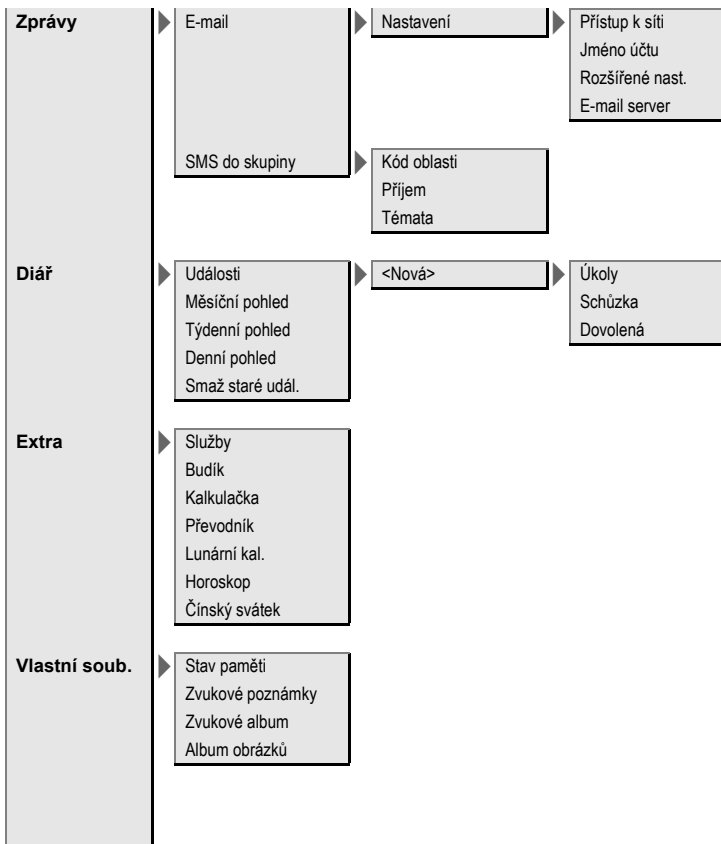 Zprávy
E-mail
Nastavení
Přístup k síti
Jméno účtu
Rozšířené nast.
E-mail server
SMS do skupiny
Kód oblasti
Příjem
Témata
Diář
Události
<Nová>
Úkoly
Měsíční pohled
Schůzka
Týdenní pohled
Dovolená
Denní pohled
Smaž staré udál.
Extra
Služby
Budík
Kalkulačka
Převodník
Lunární kal.
Horoskop
Čínský svátek
Vlastní soub.
Stav paměti
Zvukové poznámky
Zvukové album
Album obrázků